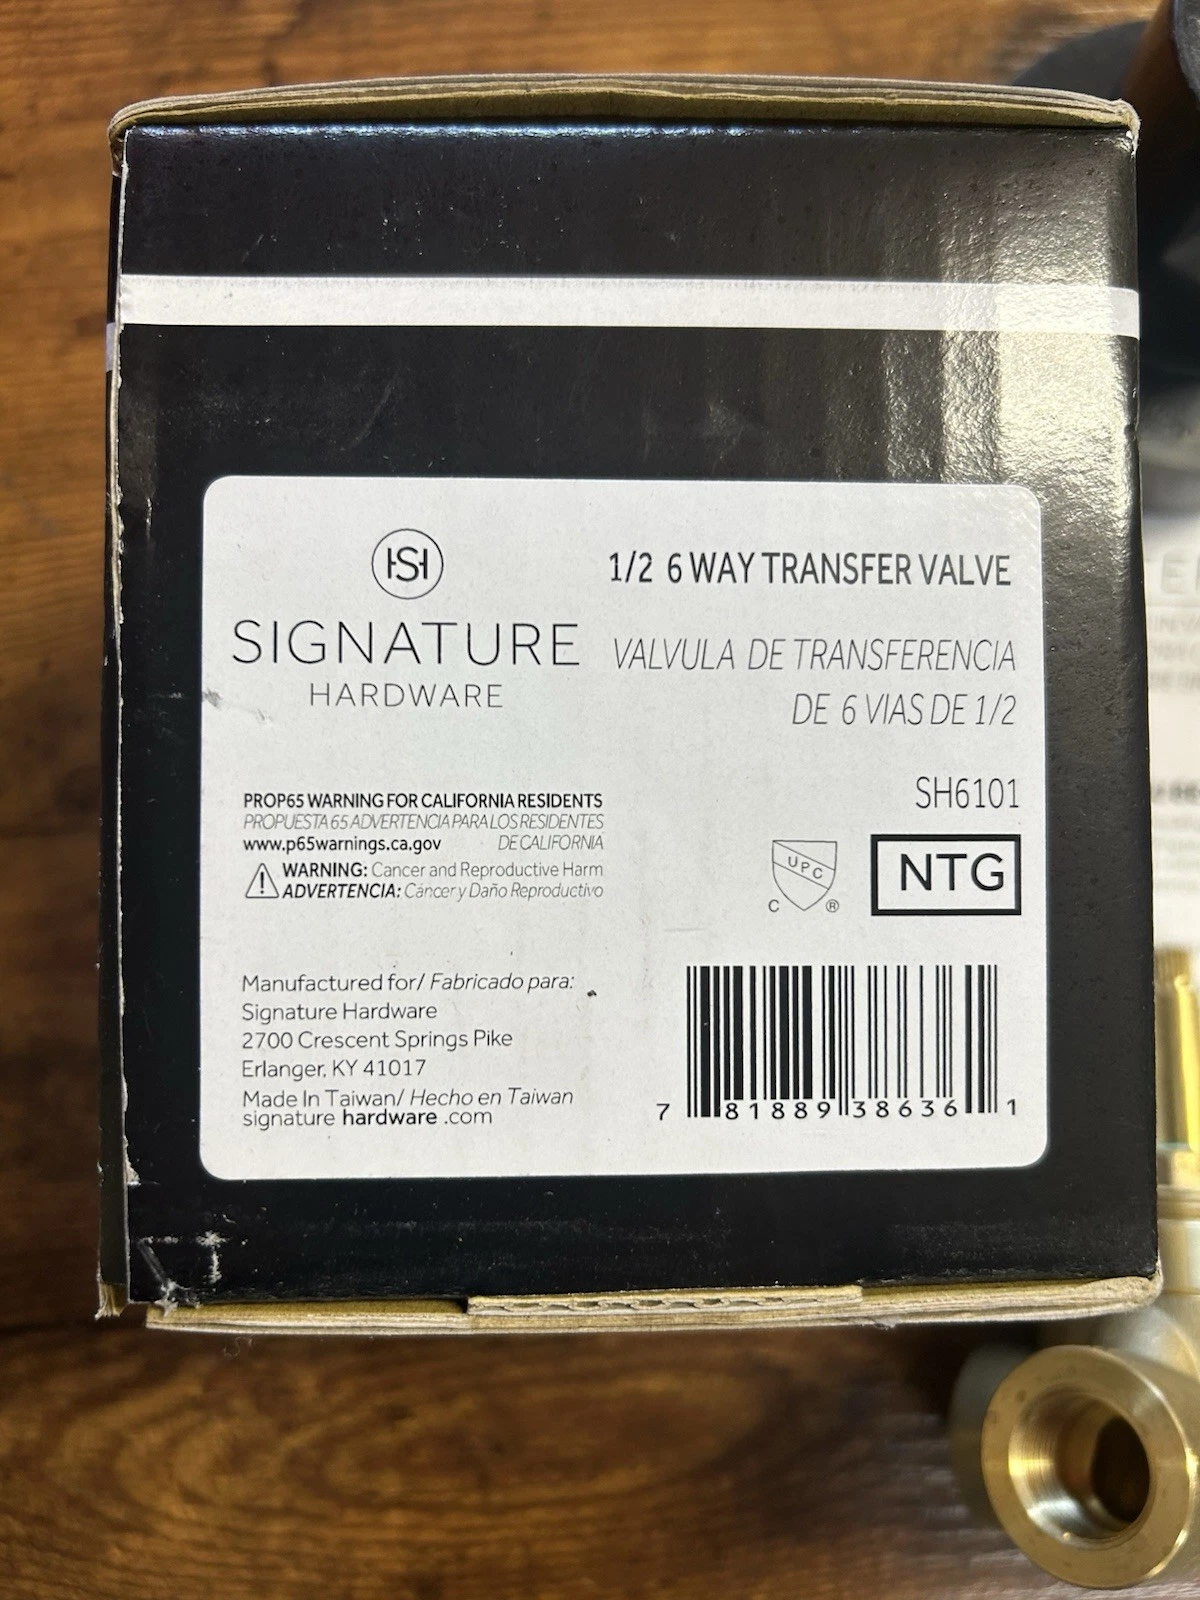 HSH
SIGNATURE
HARDWARE
1/2 6 WAY TRANSFER VALVE
VALVULA DE TRANSFERENCIA
DE 6 VIAS DE 1/2
SH6101
PROP65 WARNING FOR CALIFORNIA RESIDENTS
PROPUESTA 65 ADVERTENCIA PARA LOS RESIDENTES
www.p65warnings.ca.gov DE CALIFORNIA
WARNING: Cancer and Reproductive Harm
ADVERTENCIA: Cáncer y Daño Reproductivo
UPC
C ®
NTG
Manufactured for/ Fabricado para:
Signature Hardware
2700 Crescent Springs Pike
Erlanger, KY 41017
Made In Taiwan/ Hecho en Taiwan
signature hardware .com
7 81889 38636 1